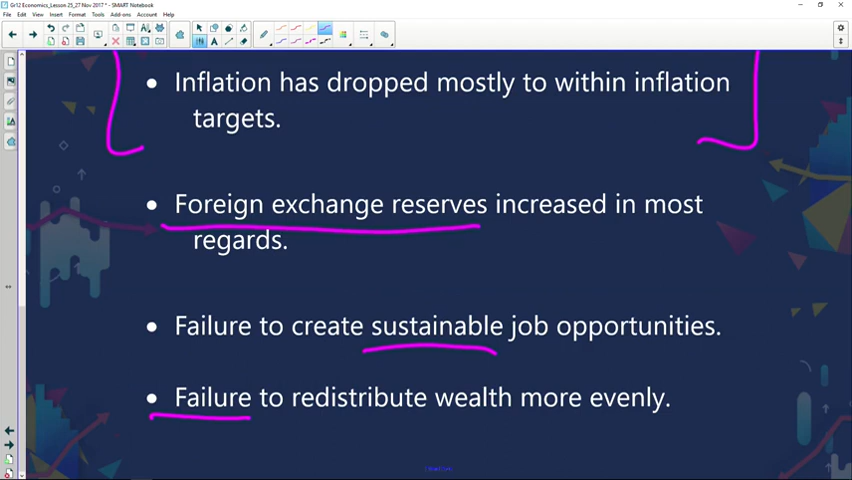 Gr12 Economics_Lesson 25_27 Nov 2017 * - SMART Notebook
File Edit View Insert Format Tools Add-ons Account Help
• Inflation has dropped mostly to within inflation
targets.
• Foreign exchange reserves increased in most
regards.
• Failure to create sustainable job opportunities.
• Failure to redistribute wealth more evenly.